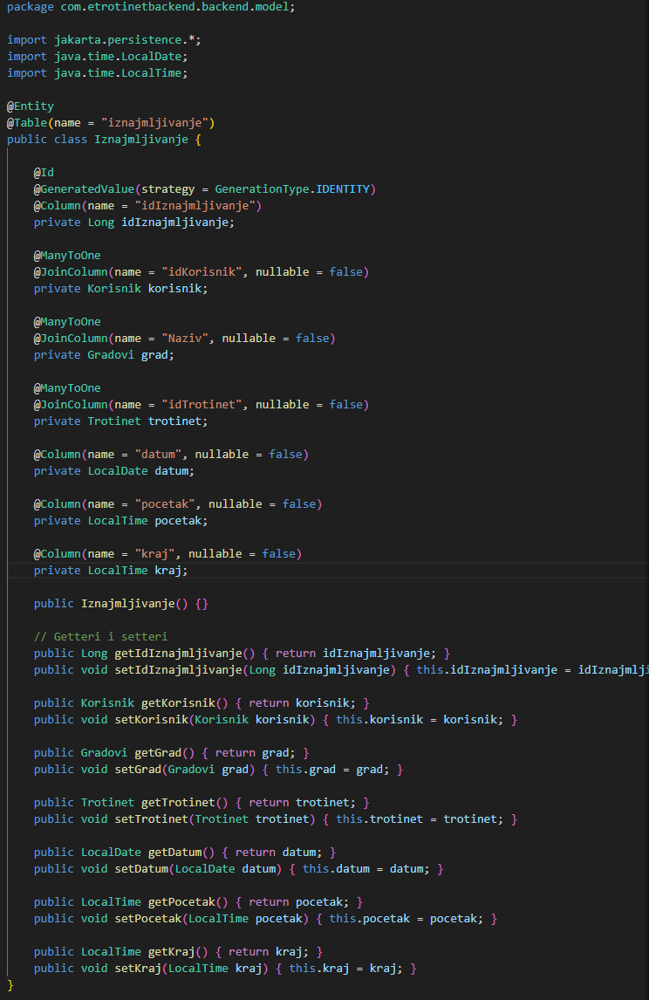 package com.etrotinetbackend.backend.model;
import jakarta.persistence.*;
import java.time.LocalDate;
import java.time.LocalTime;
@Entity
@Table(name = "iznajmljivanje")
public class Iznajmljivanje {
@Id
@GeneratedValue(strategy = GenerationType.IDENTITY)
@Column(name = "idIznajmljivanje")
private Long idIznajmljivanje;
@ManyToOne
@JoinColumn(name = "idKorisnik", nullable = false)
private Korisnik korisnik;
@ManyToOne
@JoinColumn(name = "Naziv", nullable = false)
private Gradovi grad;
@ManyToOne
@JoinColumn(name = "idTrotinet", nullable = false)
private Trotinet trotinet;
@Column(name = "datum", nullable = false)
private LocalDate datum;
@Column(name = "pocetak", nullable = false)
private LocalTime pocetak;
@Column(name = "kraj", nullable = false)
private LocalTime kraj;
public Iznajmljivanje() {}
// Getteri i setteri
public Long getIdIznajmljivanje() { return idIznajmljivanje; }
public void setIdIznajmljivanje(Long idIznajmljivanje) { this.idIznajmljivanje = idIznajmlji
public Korisnik getKorisnik() { return korisnik; }
public void setKorisnik(Korisnik korisnik) { this.korisnik = korisnik; }
public Gradovi getGrad() { return grad; }
public void setGrad(Gradovi grad) { this.grad = grad; }
public Trotinet getTrotinet() { return trotinet; }
public void setTrotinet(Trotinet trotinet) { this.trotinet = trotinet; }
public LocalDate getDatum() { return datum; }
public void setDatum(LocalDate datum) { this.datum = datum; }
public LocalTime getPocetak() { return pocetak; }
public void setPocetak(LocalTime pocetak) { this.pocetak = pocetak; }
public LocalTime getKraj() { return kraj; }
public void setKraj(LocalTime kraj) { this.kraj = kraj; }
}